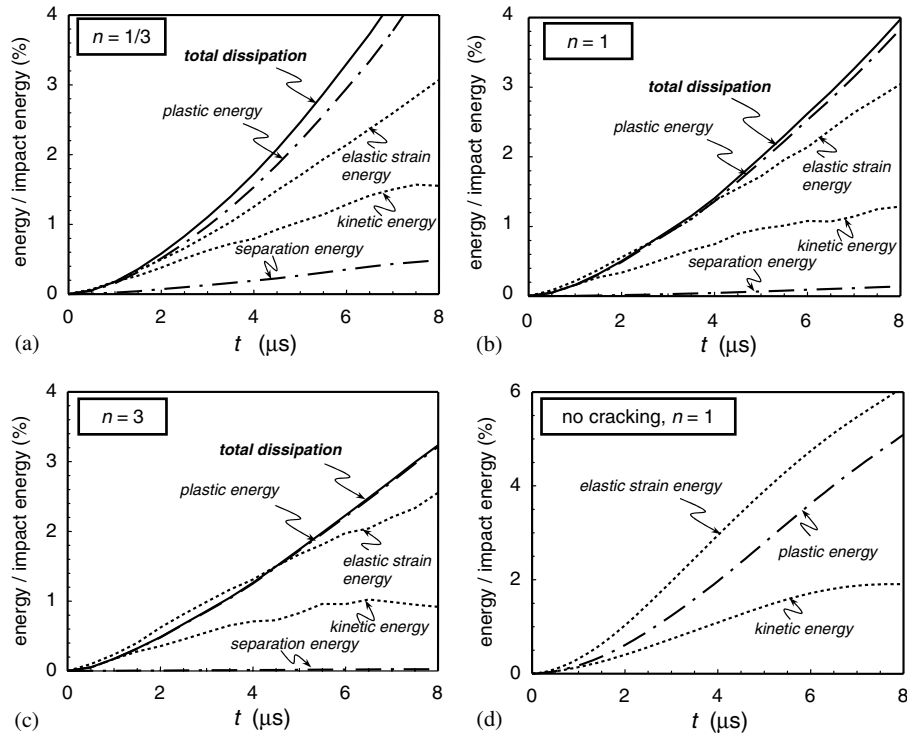 n = 1/3
total dissipation
plastic energy
elastic strain
energy
kinetic energy
separation energy
energy / impact energy (%)
4
3
2
1
0
0 2 4 6 8
t (μs)
(a)
n = 1
total dissipation
plastic energy
elastic strain
energy
kinetic energy
separation energy
energy / impact energy (%)
4
3
2
1
0
0 2 4 6 8
t (μs)
(b)
n = 3
total dissipation
plastic energy
elastic strain
energy
kinetic energy
separation energy
energy / impact energy (%)
4
3
2
1
0
0 2 4 6 8
t (μs)
(c)
no cracking, n = 1
elastic strain energy
plastic energy
kinetic energy
energy / impact energy (%)
6
4
2
0
0 2 4 6 8
t (μs)
(d)